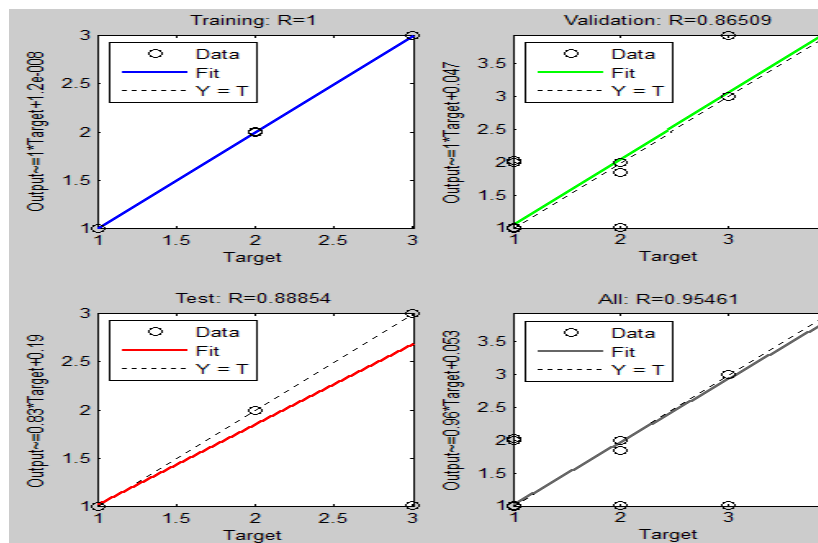 Training: R=1
Output~=1*Target+1.2e-008
Data
Fit
Y = T
3
2.5
2
1.5
1
1
1.5
2
2.5
3
Target
Validation: R=0.86509
Output~=1*Target+0.047
Data
Fit
Y = T
3.5
3
2.5
2
1.5
1
1
2
3
Target
Test: R=0.88854
Output~=0.83*Target+0.19
Data
Fit
Y = T
3
2.5
2
1.5
1
1
1.5
2
2.5
3
Target
All: R=0.95461
Output~=0.96*Target+0.053
Data
Fit
Y = T
3.5
3
2.5
2
1.5
1
1
2
3
Target